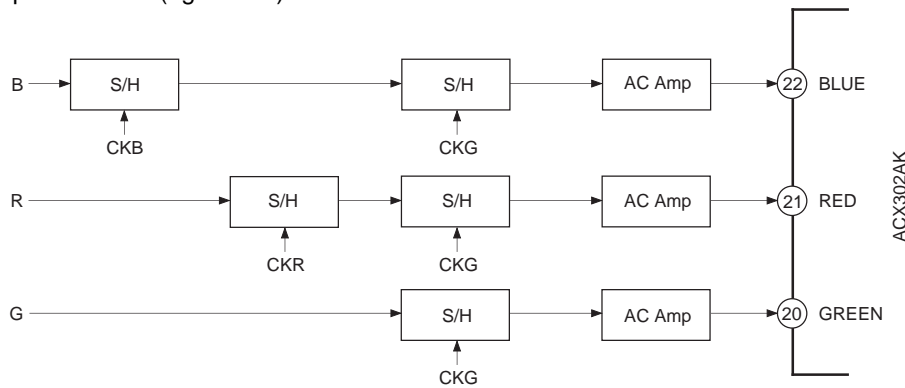 B
S/H
S/H
AC Amp
22
BLUE
CKB
CKG
R
S/H
S/H
AC Amp
21
RED
CKR
CKG
G
S/H
AC Amp
20
GREEN
CKG
ACX302AK